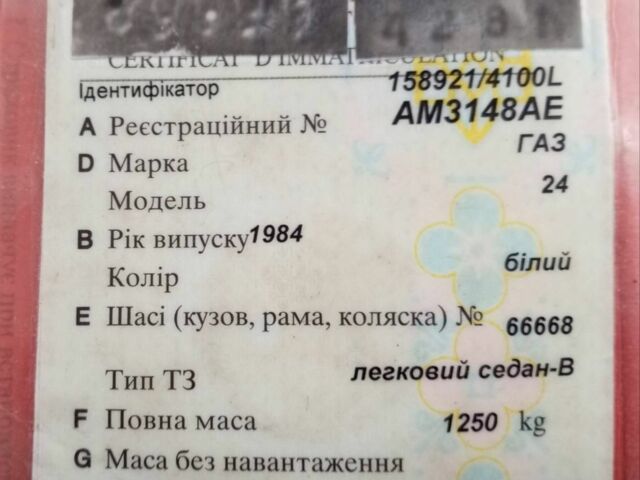 CERTIFICAT D'IMMATRICULATION
Ідентифікатор 158921/4100L
A Реєстраційний № AM3148AE
D Марка ГАЗ
Модель 24
B Рік випуску 1984
Колір білий
E Шасі (кузов, рама, коляска) № 66668
Тип ТЗ легковий седан-В
F Повна маса 1250 kg
G Маса без навантаження